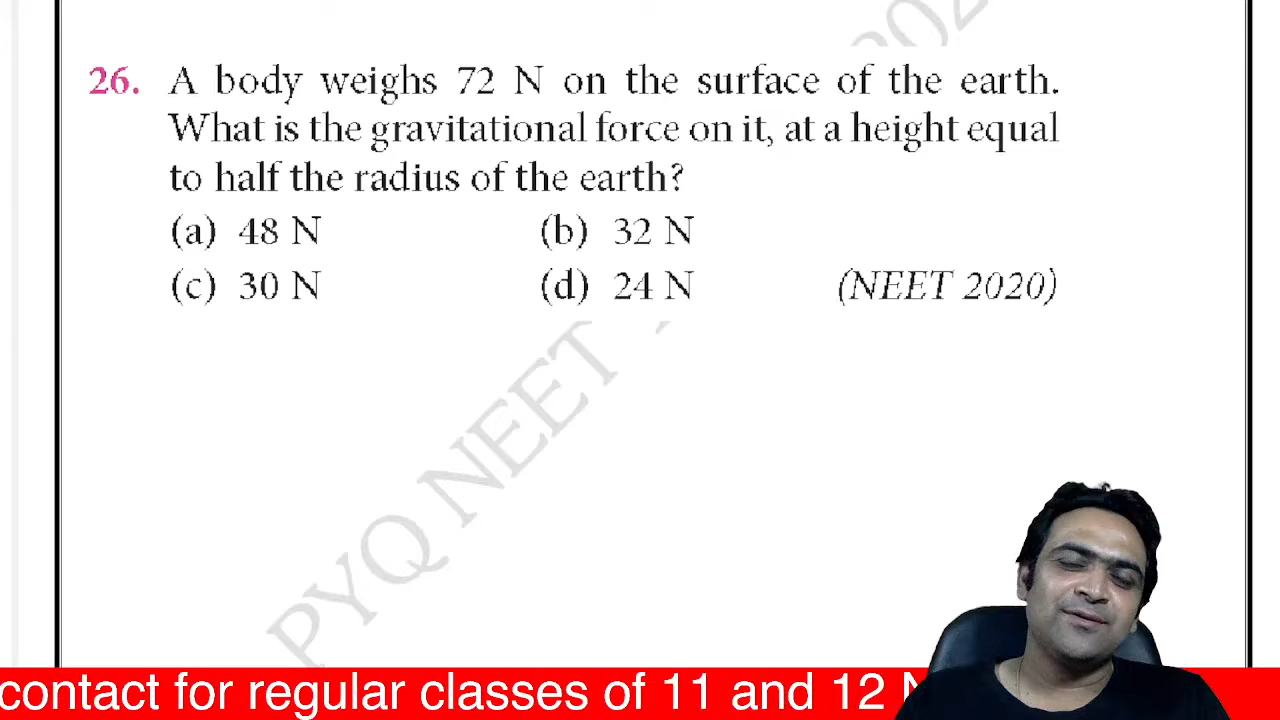 26. A body weighs 72 N on the surface of the earth.
What is the gravitational force on it, at a height equal
to half the radius of the earth?
(a) 48 N (b) 32 N
(c) 30 N (d) 24 N (NEET 2020)
PYQ NEET
contact for regular classes of 11 and 12